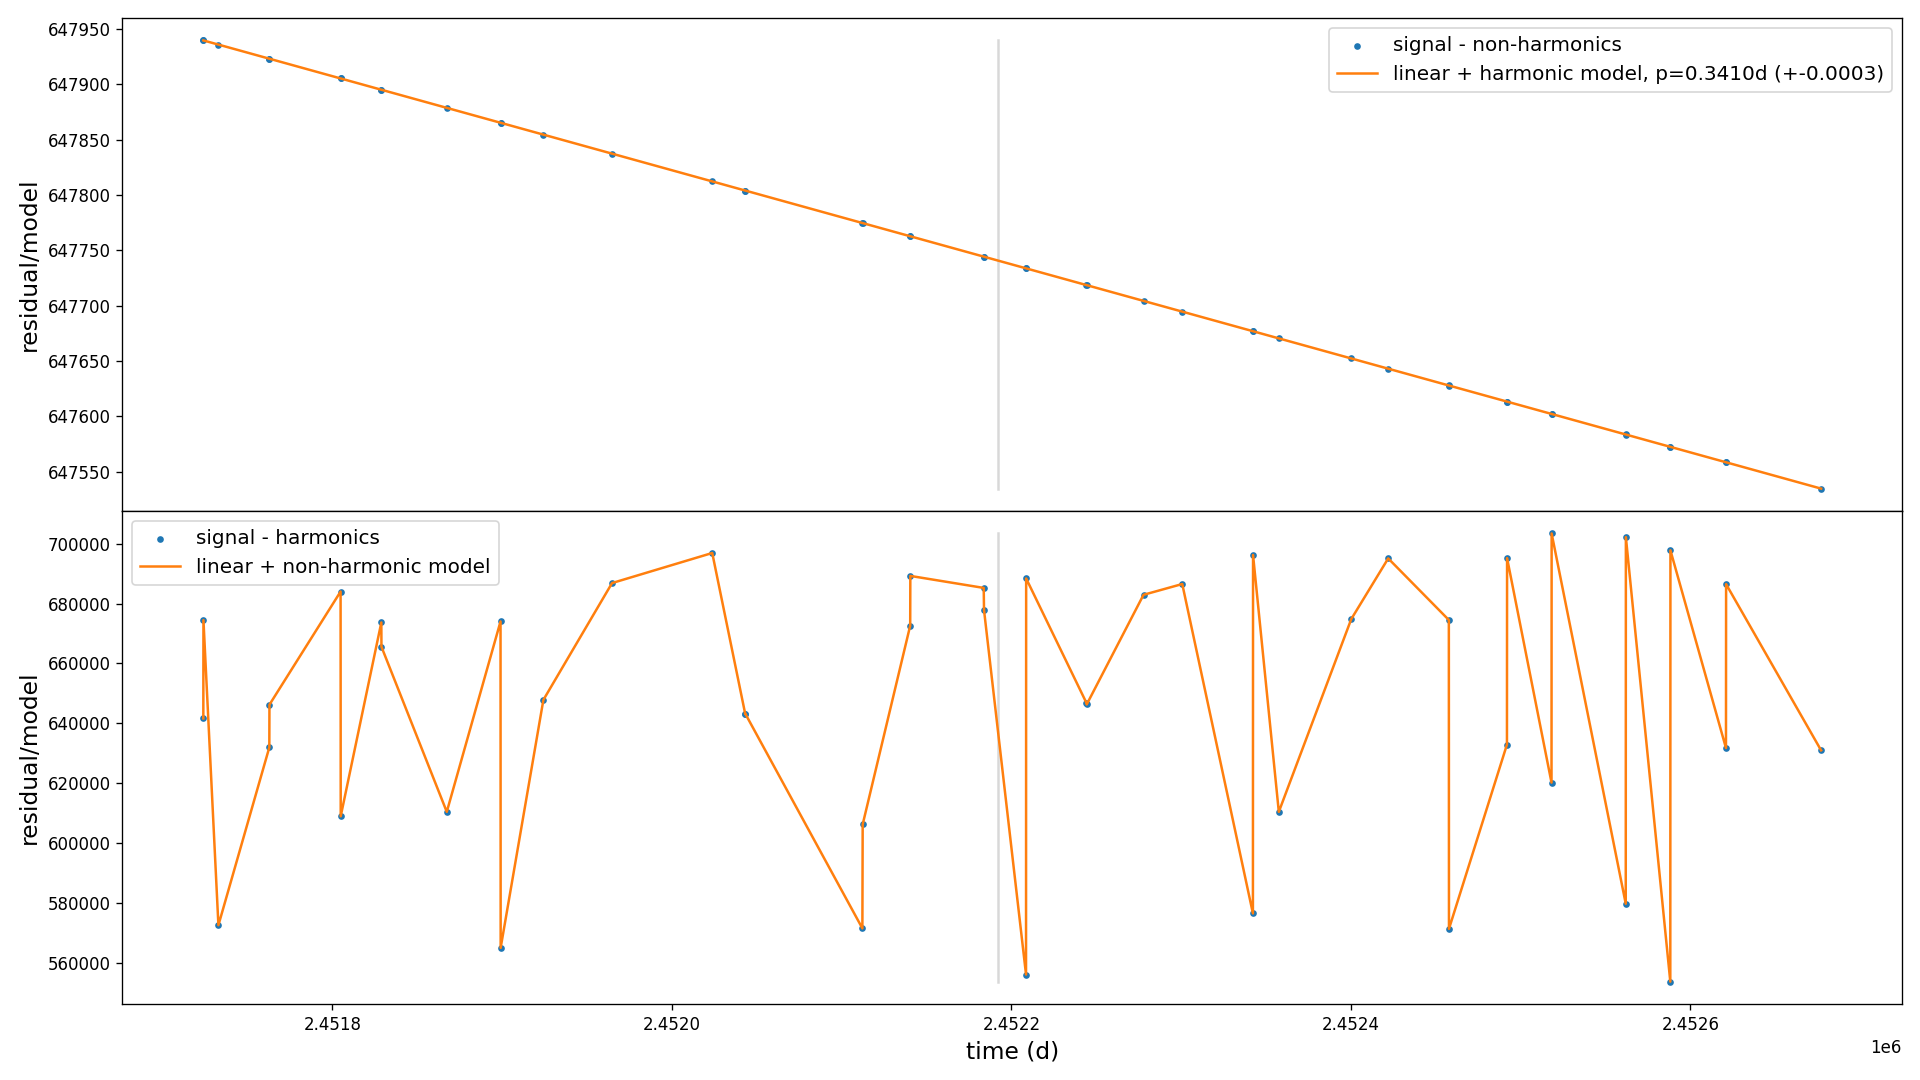 647950
647900
647850
647800
647750
647700
647650
647600
647550
residual/model
signal - non-harmonics
linear + harmonic model, p=0.3410d (+-0.0003)
700000
680000
660000
640000
620000
600000
580000
560000
residual/model
signal - harmonics
linear + non-harmonic model
2.4518
2.4520
2.4522
2.4524
2.4526
1e6
time (d)